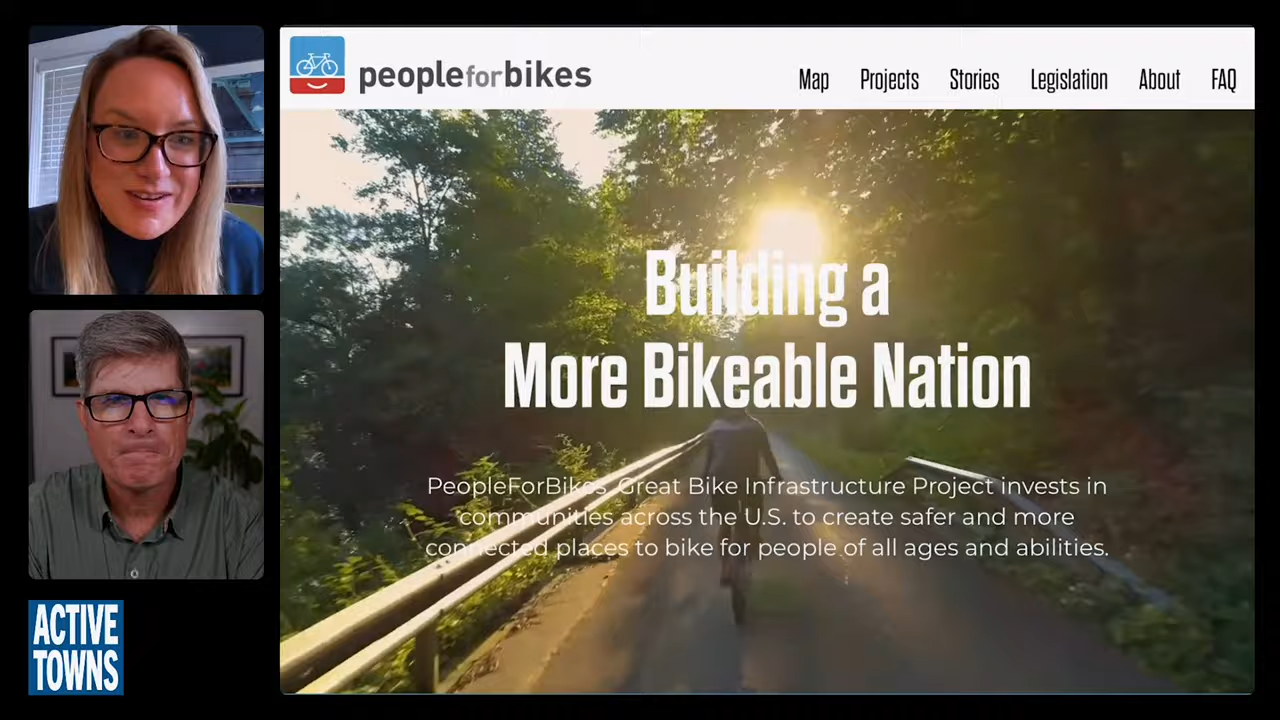 peopleforbikes
Map Projects Stories Legislation About FAQ
Building a
More Bikeable Nation
PeopleForBikes' Great Bike Infrastructure Project invests in
communities across the U.S. to create safer and more
connected places to bike for people of all ages and abilities.
ACTIVE
TOWNS